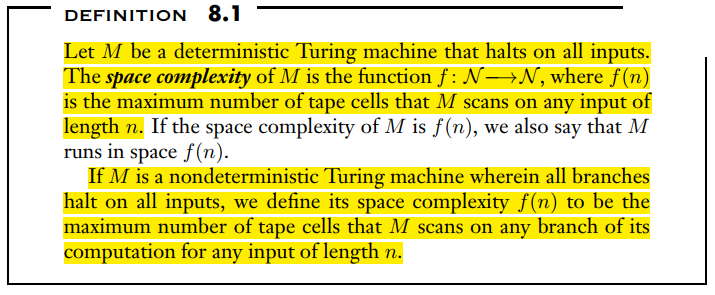 DEFINITION 8.1
Let M be a deterministic Turing machine that halts on all inputs.
The space complexity of M is the function f : N⟶N, where f(n)
is the maximum number of tape cells that M scans on any input of
length n. If the space complexity of M is f(n), we also say that M
runs in space f(n).
If M is a nondeterministic Turing machine wherein all branches
halt on all inputs, we define its space complexity f(n) to be the
maximum number of tape cells that M scans on any branch of its
computation for any input of length n.